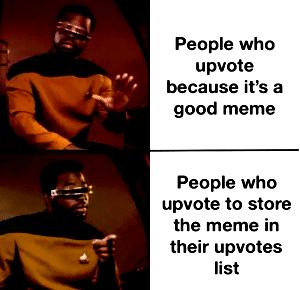 People who
upvote
because it's a
good meme
People who
upvote to store
the meme in
their upvotes
list